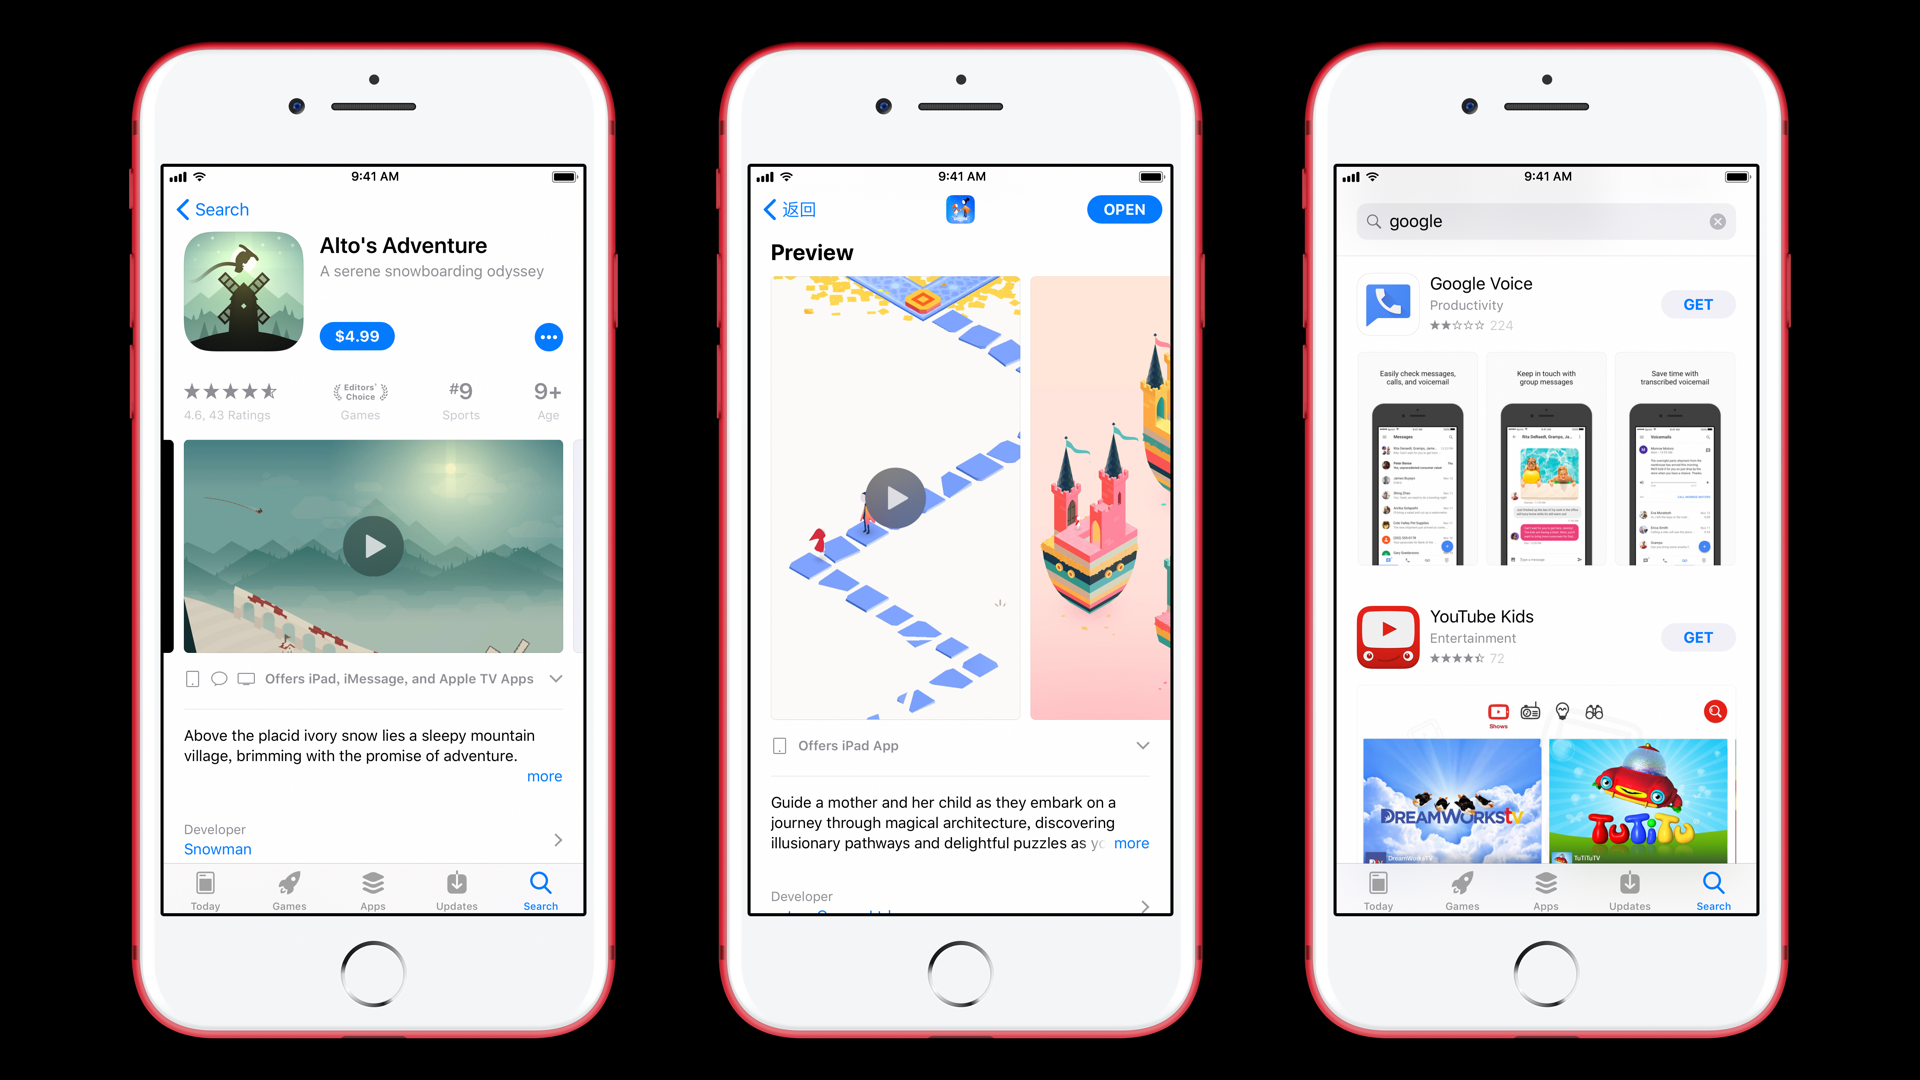 9:41 AM
Search
Alto's Adventure
A serene snowboarding odyssey
$4.99
4.6, 43 Ratings
Editors'
Choice
Games
#9
Sports
9+
Age
Offers iPad, iMessage, and Apple TV Apps
Above the placid ivory snow lies a sleepy mountain
village, brimming with the promise of adventure.
more
Developer
Snowman
Today
Games
Apps
Updates
Search
9:41 AM
返回
OPEN
Preview
Offers iPad App
Guide a mother and her child as they embark on a
journey through magical architecture, discovering
illusionary pathways and delightful puzzles as
more
Developer
9:41 AM
google
Google Voice
Productivity
224
GET
Easily check messages,
calls, and voicemail
Messages
Keep in touch with
group messages
Save time with
transcribed voicemail
Voicemails
YouTube Kids
Entertainment
72
GET
Shows
DREAMWORKStv
DreamWorksTV
TuTiTu
TuTiTuTV
Today
Games
Apps
Updates
Search